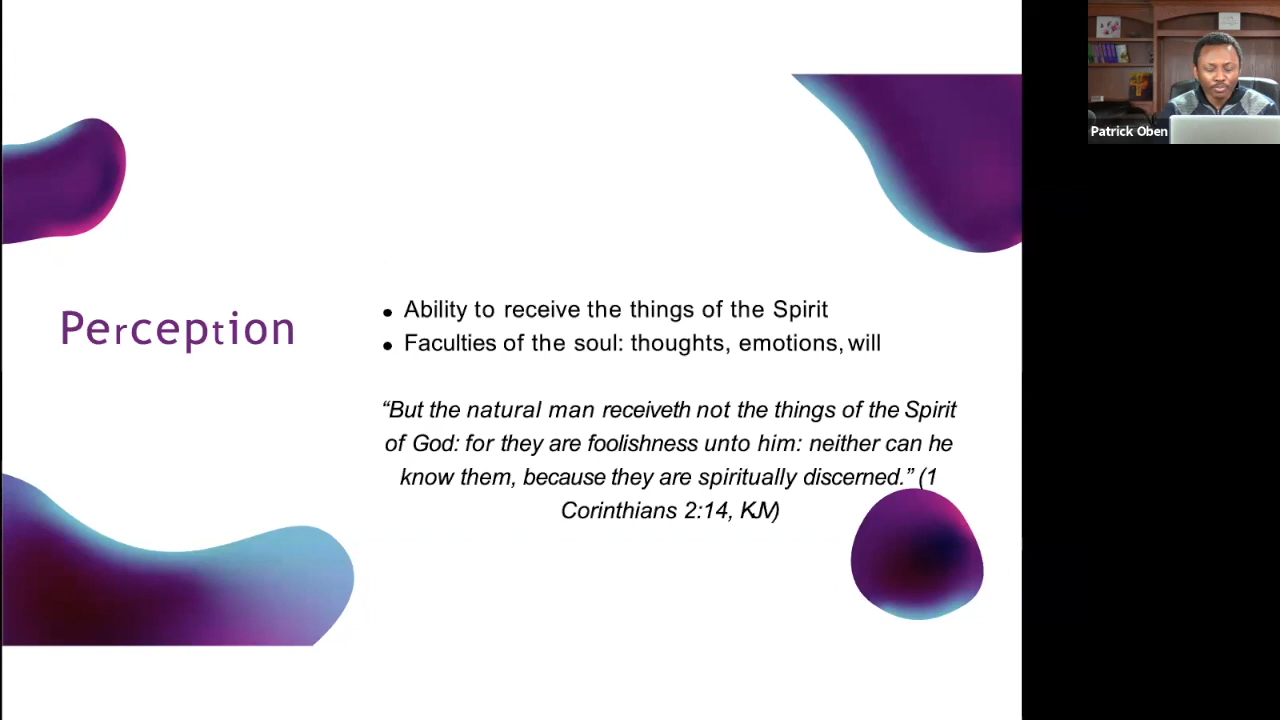 Patrick Oben
Perception
• Ability to receive the things of the Spirit
• Faculties of the soul: thoughts, emotions, will
“But the natural man receiveth not the things of the Spirit
of God: for they are foolishness unto him: neither can he
know them, because they are spiritually discerned.” (1
Corinthians 2:14, KJV)